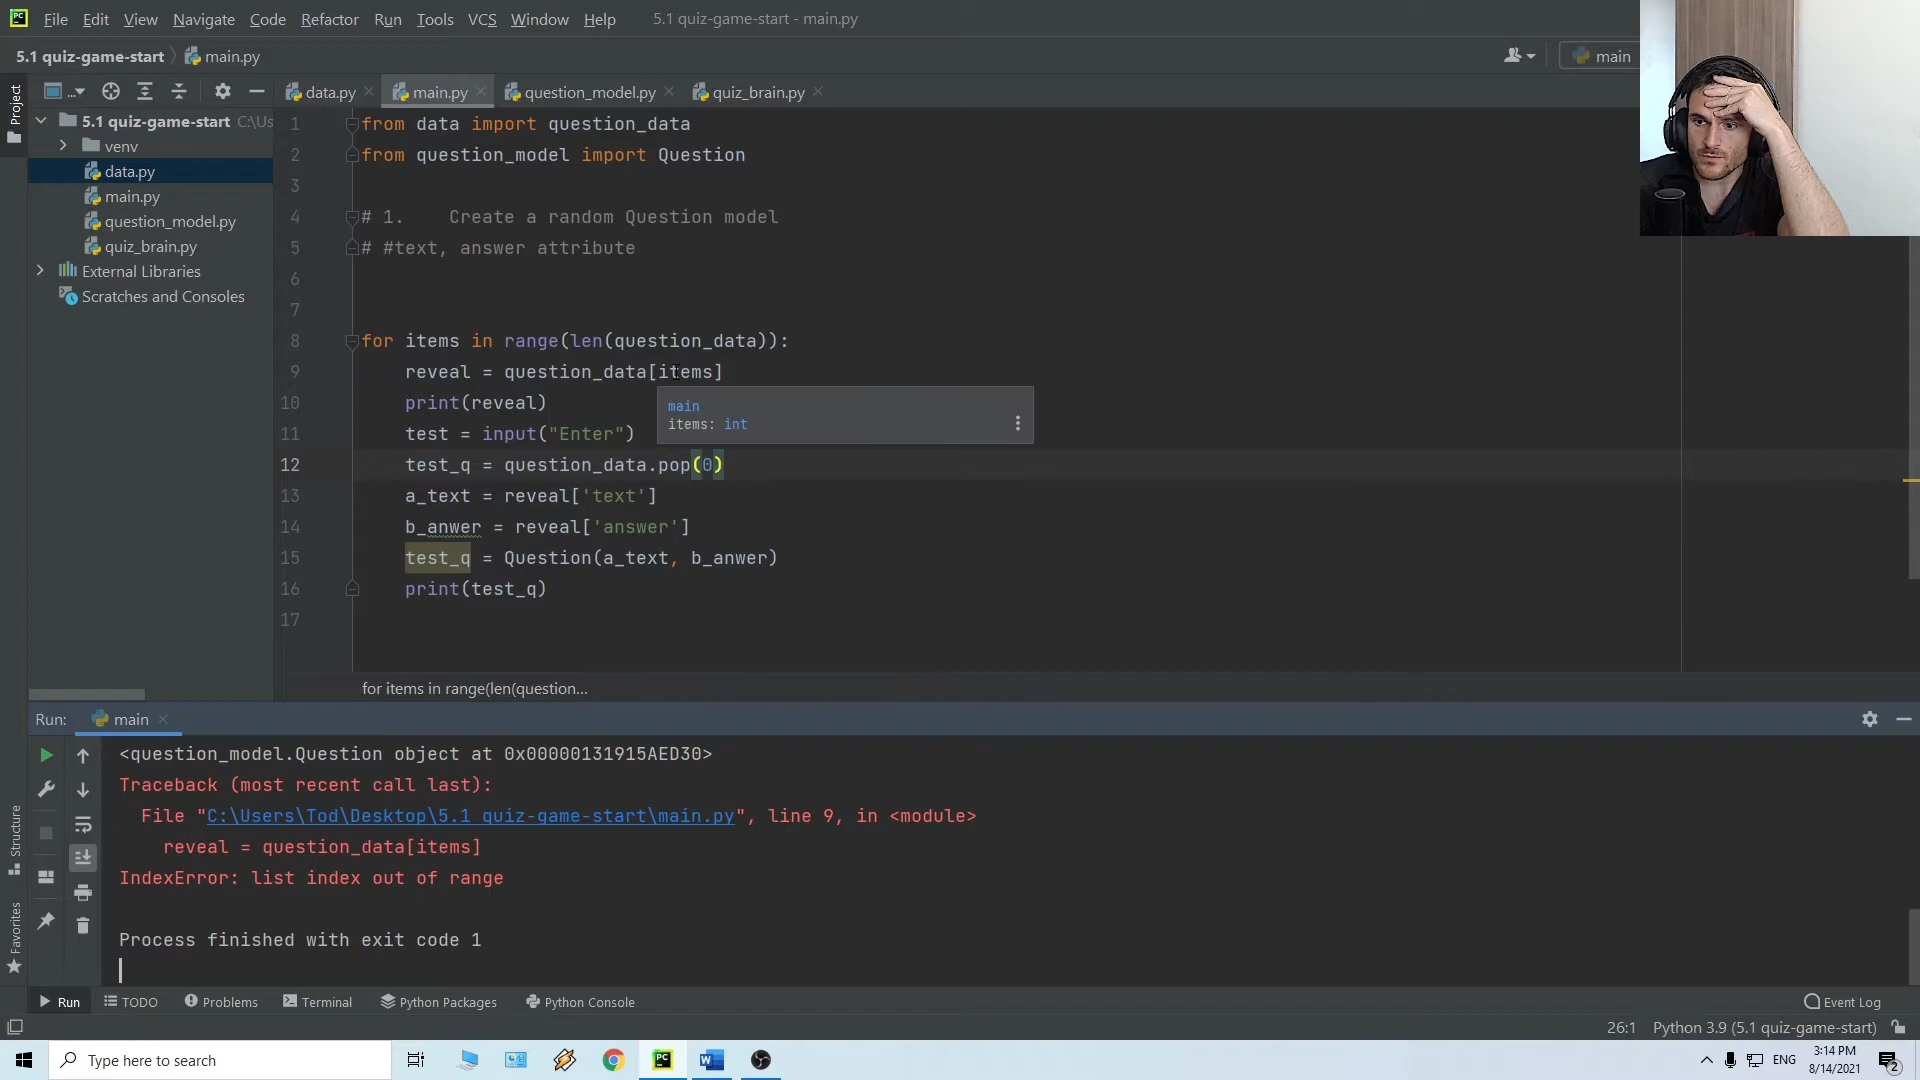 File Edit View Navigate Code Refactor Run Tools VCS Window Help 5.1 quiz-game-start - main.py
5.1 quiz-game-start main.py main
Project ... data.py main.py question_model.py quiz_brain.py
5.1 quiz-game-start C:\Us
venv
data.py
main.py
question_model.py
quiz_brain.py
External Libraries
Scratches and Consoles
1 from data import question_data
2 from question_model import Question
3
4 # 1.    Create a random Question model
5 # #text, answer attribute
6
7
8 for items in range(len(question_data)):
9 reveal = question_data[items]
10 print(reveal)
11 test = input("Enter")
12 test_q = question_data.pop(0)
13 a_text = reveal['text']
14 b_anwer = reveal['answer']
15 test_q = Question(a_text, b_anwer)
16 print(test_q)
17
main
items: int
for items in range(len(question...
Run: main
<question_model.Question object at 0x00000131915AED30>
Traceback (most recent call last):
File "C:\Users\Tod\Desktop\5.1 quiz-game-start\main.py", line 9, in <module>
reveal = question_data[items]
IndexError: list index out of range
Process finished with exit code 1
Structure
Favorites
Run TODO Problems Terminal Python Packages Python Console Event Log
26:1 Python 3.9 (5.1 quiz-game-start)
Type here to search
PC W ENG 3:14 PM
8/14/2021 2